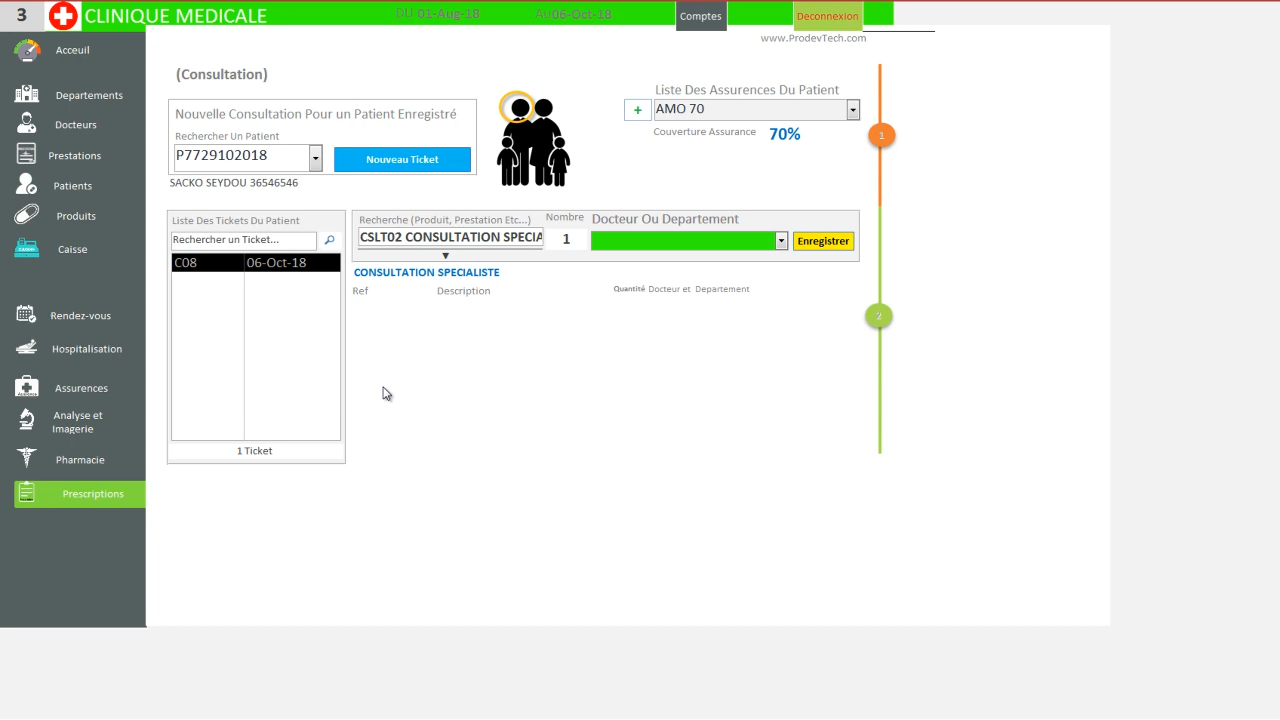 3
CLINIQUE MEDICALE
DU 01-Aug-18
AU06-Oct-18
Comptes
Deconnexion
www.ProdevTech.com
Acceuil
Departements
Docteurs
Prestations
Patients
Produits
Caisse
Rendez-vous
Hospitalisation
Assurences
Analyse et
Imagerie
Pharmacie
Prescriptions
(Consultation)
Nouvelle Consultation Pour un Patient Enregistré
Rechercher Un Patient
P7729102018
Nouveau Ticket
SACKO SEYDOU 36546546
Liste Des Assurences Du Patient
+
AMO 70
Couverture Assurance 70%
1
Liste Des Tickets Du Patient
Rechercher un Ticket...
C08 06-Oct-18
1 Ticket
Recherche (Produit, Prestation Etc...)
Nombre
Docteur Ou Departement
CSLT02 CONSULTATION SPECIA
1
Enregistrer
CONSULTATION SPECIALISTE
Ref Description Quantité Docteur et Departement
2